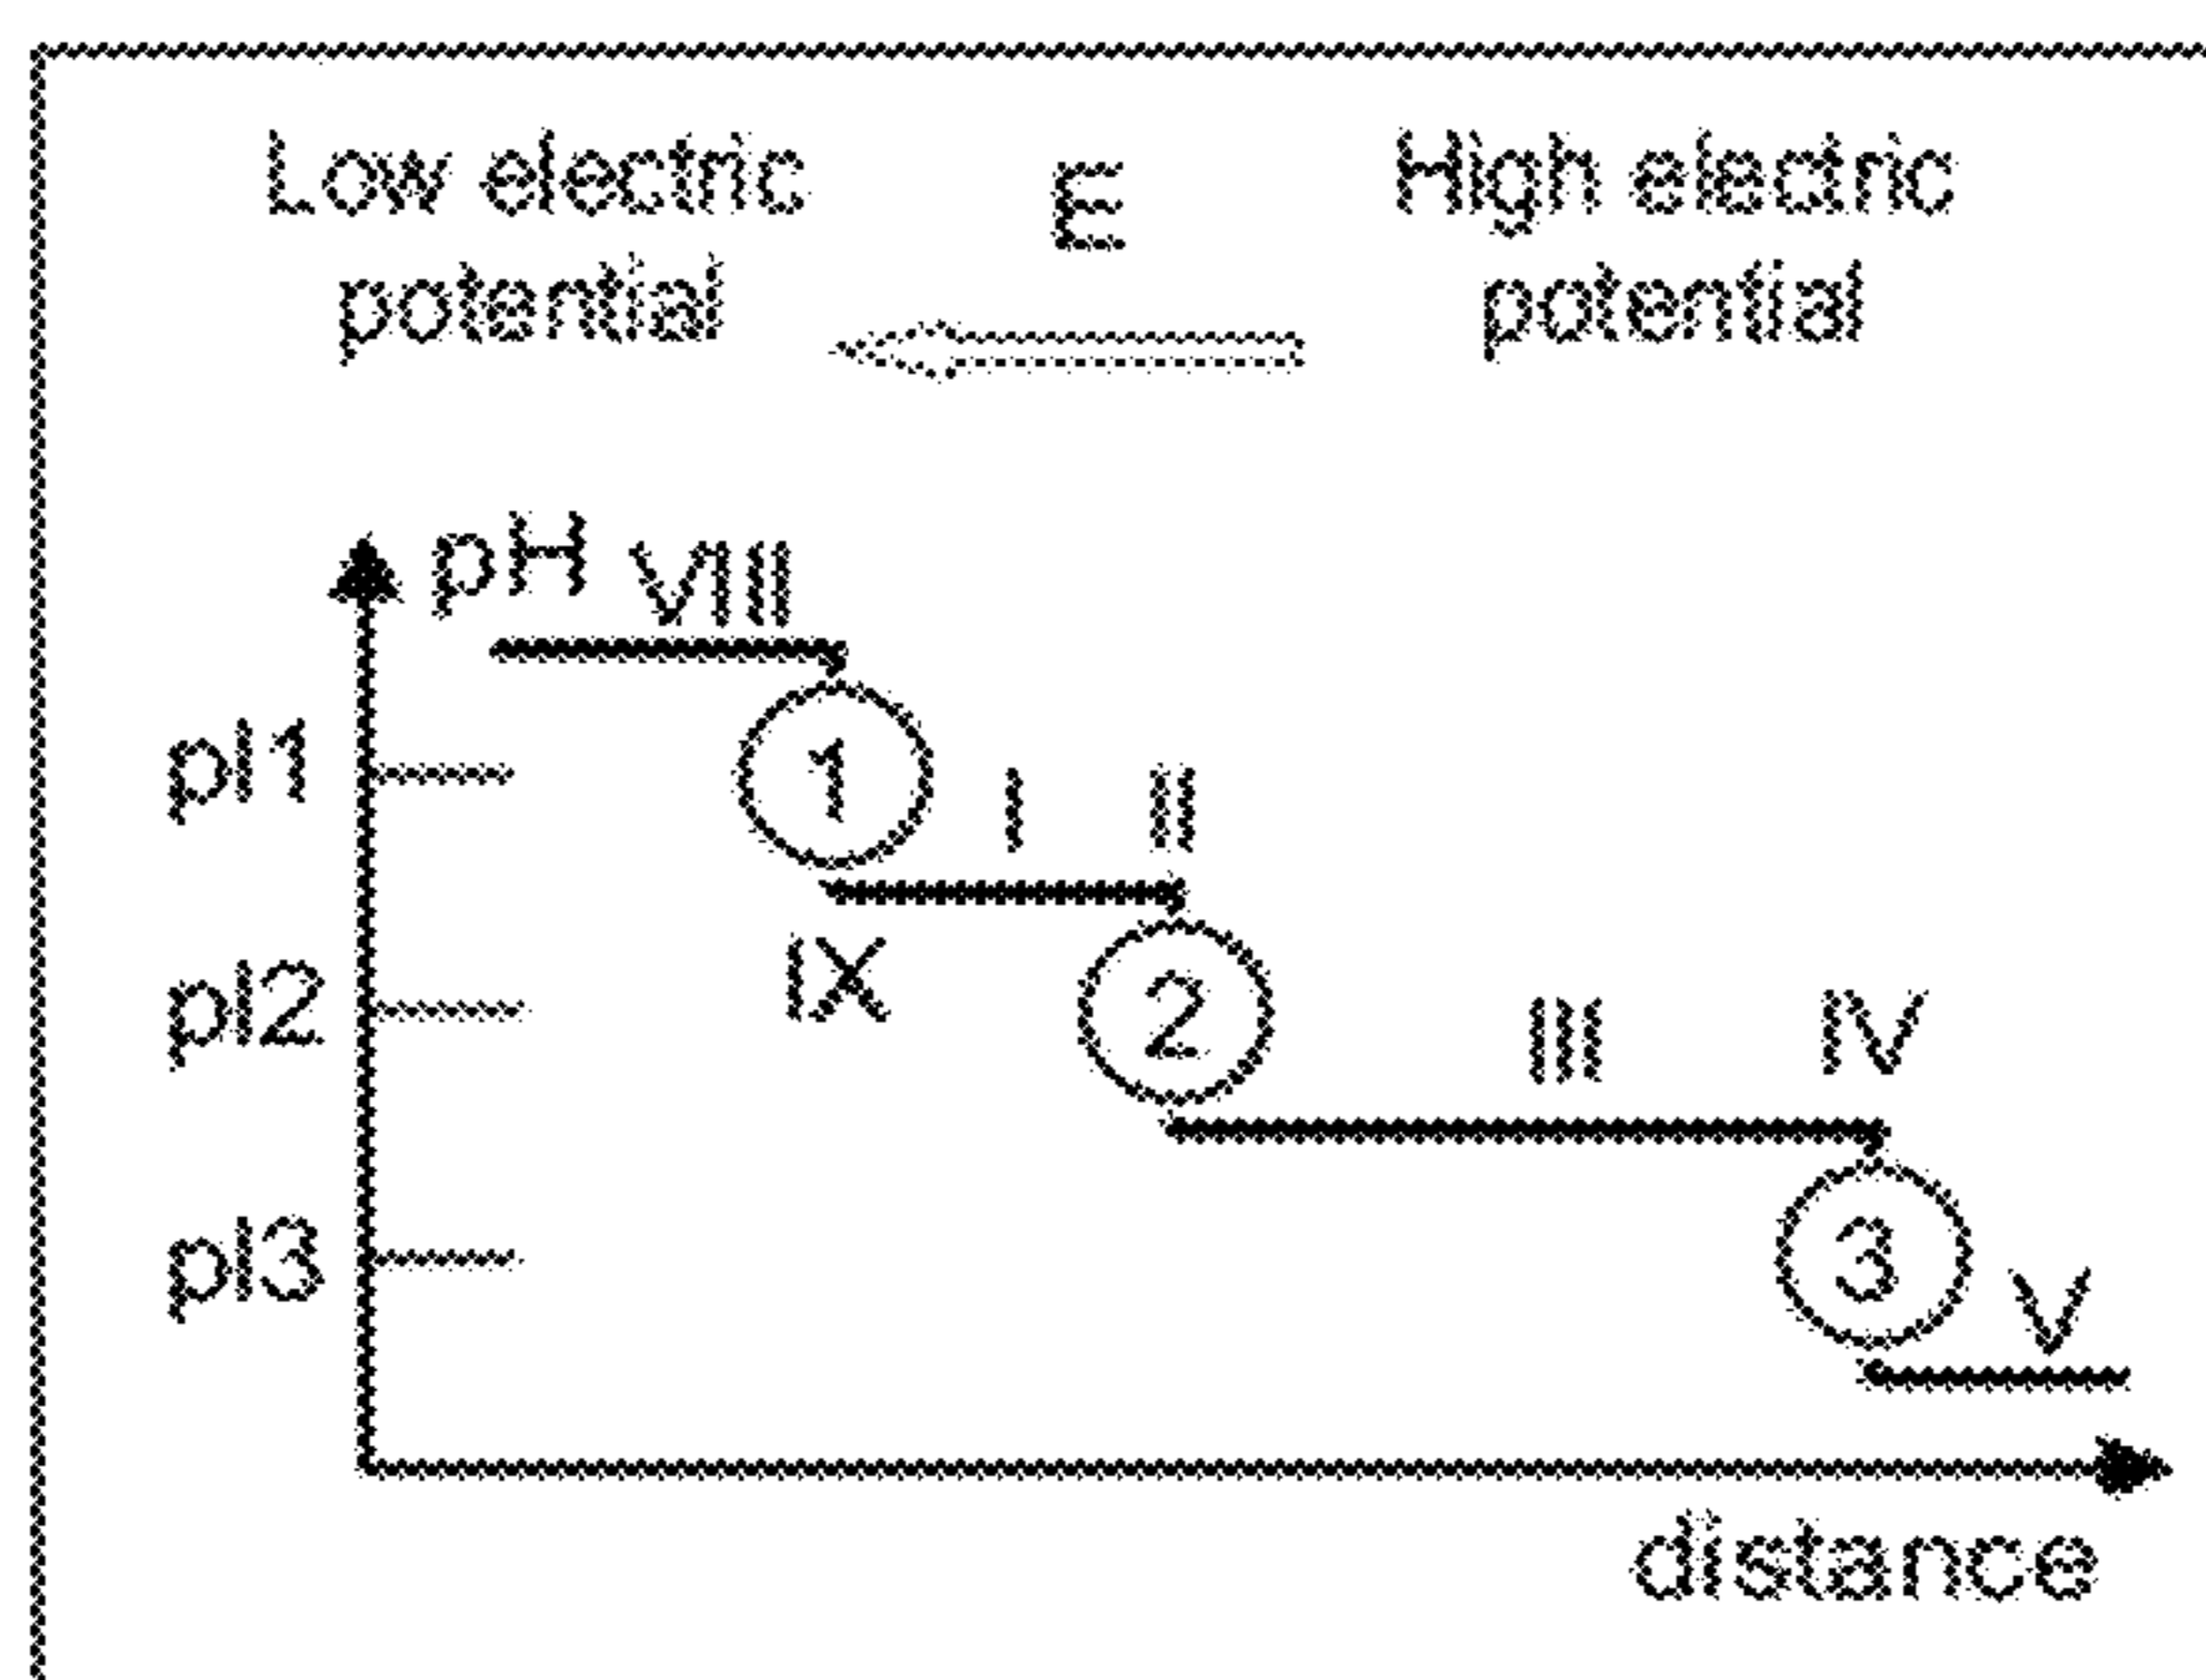 Low electric
potential
E
High electric
potential
pH
VIII
pI1
1
I
II
pI2
IX
2
III
IV
pI3
3
V
distance